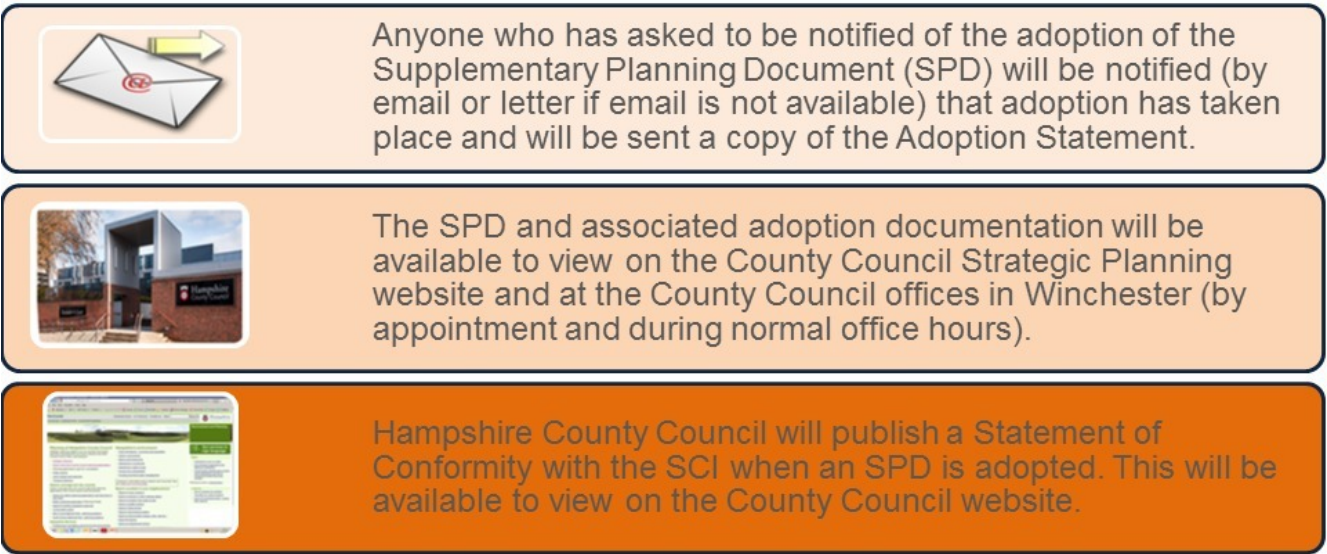 Anyone who has asked to be notified of the adoption of the
Supplementary Planning Document (SPD) will be notified (by
email or letter if email is not available) that adoption has taken
place and will be sent a copy of the Adoption Statement.
The SPD and associated adoption documentation will be
available to view on the County Council Strategic Planning
website and at the County Council offices in Winchester (by
appointment and during normal office hours).
Hampshire
County Council
Hampshire County Council will publish a Statement of
Conformity with the SCI when an SPD is adopted. This will be
available to view on the County Council website.